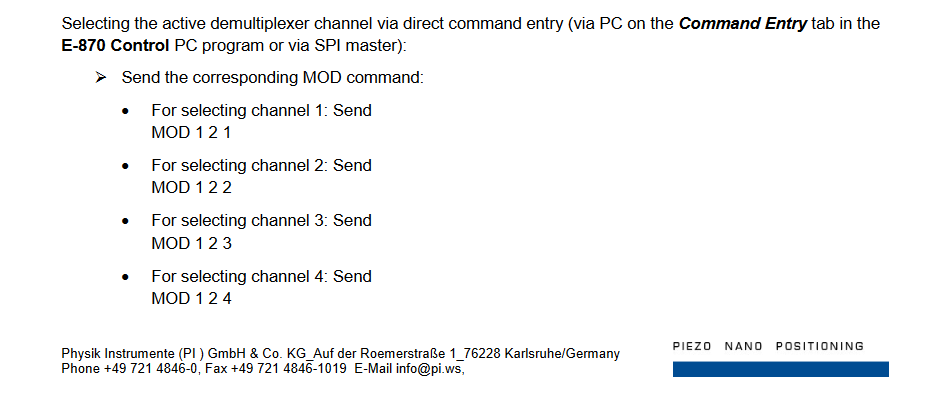 Selecting the active demultiplexer channel via direct command entry (via PC on the Command Entry tab in the
E-870 Control PC program or via SPI master):
➢ Send the corresponding MOD command:
• For selecting channel 1: Send
MOD 1 2 1
• For selecting channel 2: Send
MOD 1 2 2
• For selecting channel 3: Send
MOD 1 2 3
• For selecting channel 4: Send
MOD 1 2 4
Physik Instrumente (PI ) GmbH & Co. KG_Auf der Roemerstraße 1_76228 Karlsruhe/Germany
Phone +49 721 4846-0, Fax +49 721 4846-1019 E-Mail info@pi.ws,
PIEZO NANO POSITIONING